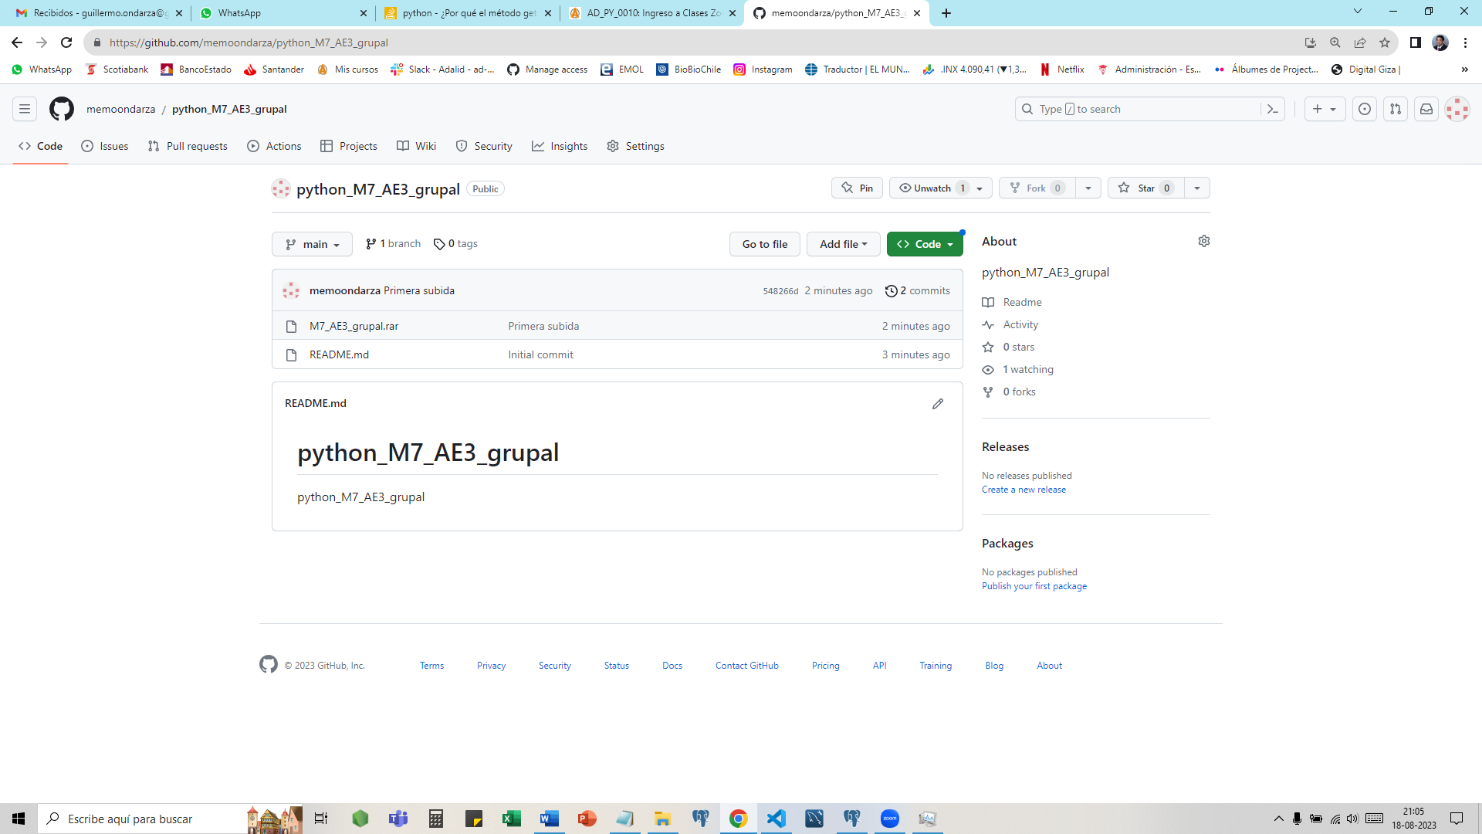 Recibidos - guillermo.ondarza@g
WhatsApp
python - ¿Por qué el método get
AD_PY_0010: Ingreso a Clases Zo
memoondarza/python_M7_AE3_g
https://github.com/memoondarza/python_M7_AE3_grupal
WhatsApp
Scotiabank
BancoEstado
Santander
Mis cursos
Slack - Adalid - ad-...
Manage access
EMOL
BioBioChile
Instagram
Traductor | EL MUN...
.INX 4.090,41 (▼1,3...
Netflix
Administración - Es...
Álbumes de Project...
Digital Giza |
»
memoondarza / python_M7_AE3_grupal
Type / to search
Code
Issues
Pull requests
Actions
Projects
Wiki
Security
Insights
Settings
python_M7_AE3_grupal Public
Pin
Unwatch 1
Fork 0
Star 0
main
1 branch
0 tags
Go to file
Add file
Code
memoondarza Primera subida
548266d 2 minutes ago
2 commits
M7_AE3_grupal.rar Primera subida 2 minutes ago
README.md Initial commit 3 minutes ago
README.md
python_M7_AE3_grupal
python_M7_AE3_grupal
About
python_M7_AE3_grupal
Readme
Activity
0 stars
1 watching
0 forks
Releases
No releases published
Create a new release
Packages
No packages published
Publish your first package
© 2023 GitHub, Inc.
Terms
Privacy
Security
Status
Docs
Contact GitHub
Pricing
API
Training
Blog
About
Escribe aquí para buscar
zoom
21:05
18-08-2023